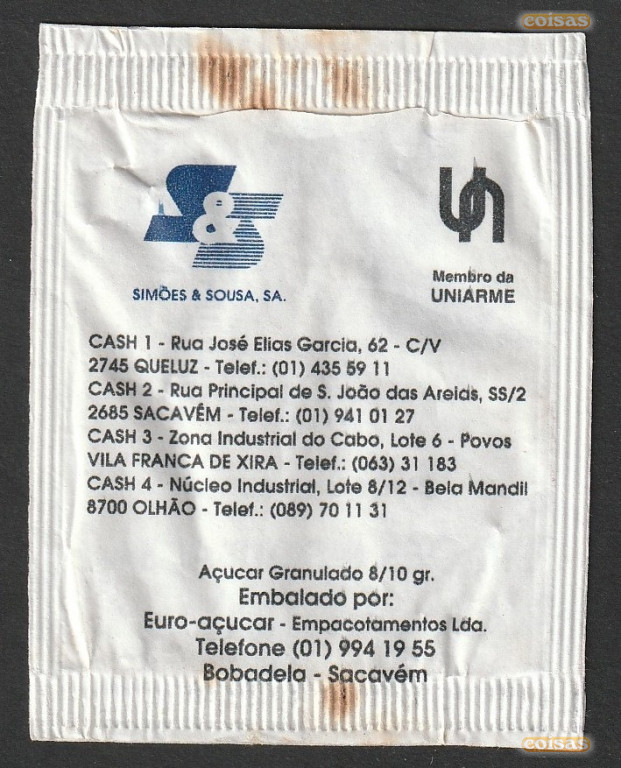 coisas
S&S
SIMÕES & SOUSA, SA.
Membro da
UNIARME
CASH 1 - Rua José Elias Garcia, 62 - C/V
2745 QUELUZ - Telef.: (01) 435 59 11
CASH 2 - Rua Principal de S. João das Areias, SS/2
2685 SACAVÉM - Telef.: (01) 941 01 27
CASH 3 - Zona Industrial do Cabo, Lote 6 - Povos
VILA FRANCA DE XIRA - Telef.: (063) 31 183
CASH 4 - Núcleo Industrial, Lote 8/12 - Bela Mandil
8700 OLHÃO - Telef.: (089) 70 11 31
Açucar Granulado 8/10 gr.
Embalado por:
Euro-açucar - Empacotamentos Lda.
Telefone (01) 994 19 55
Bobadela - Sacavém
coisas